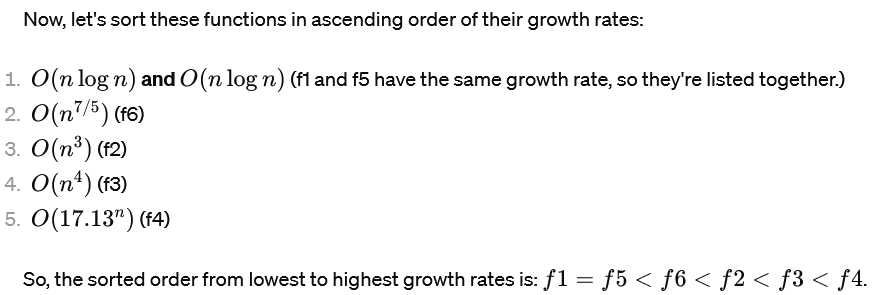 Now, let's sort these functions in ascending order of their growth rates:
1. O(n log n) and O(n log n) (f1 and f5 have the same growth rate, so they're listed together.)
2. O(n^{7/5}) (f6)
3. O(n^3) (f2)
4. O(n^4) (f3)
5. O(17.13^n) (f4)
So, the sorted order from lowest to highest growth rates is: f1 = f5 < f6 < f2 < f3 < f4.